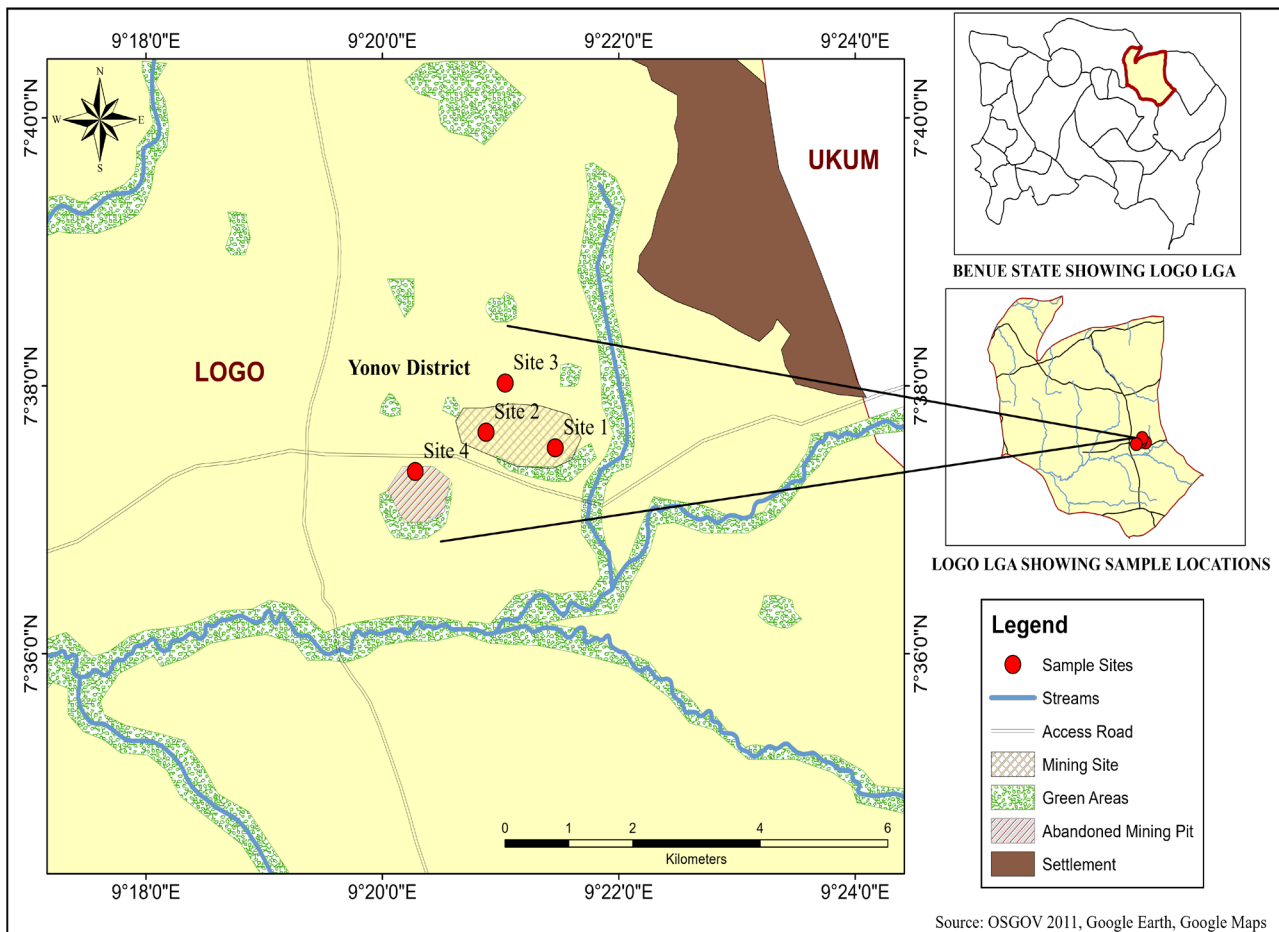 9°18'0"E 9°20'0"E 9°22'0"E 9°24'0"E
N
W E
S
7°40'0"N
7°40'0"N
UKUM
BENUE STATE SHOWING LOGO LGA
LOGO
Yonov District
Site 3
7°38'0"N
7°38'0"N
Site 2
Site 1
Site 4
LOGO LGA SHOWING SAMPLE LOCATIONS
7°36'0"N
7°36'0"N
Legend
Sample Sites
Streams
Access Road
Mining Site
Green Areas
Abandoned Mining Pit
Settlement
0 1 2 4 6
Kilometers
9°18'0"E 9°20'0"E 9°22'0"E 9°24'0"E
Source: OSGOV 2011, Google Earth, Google Maps